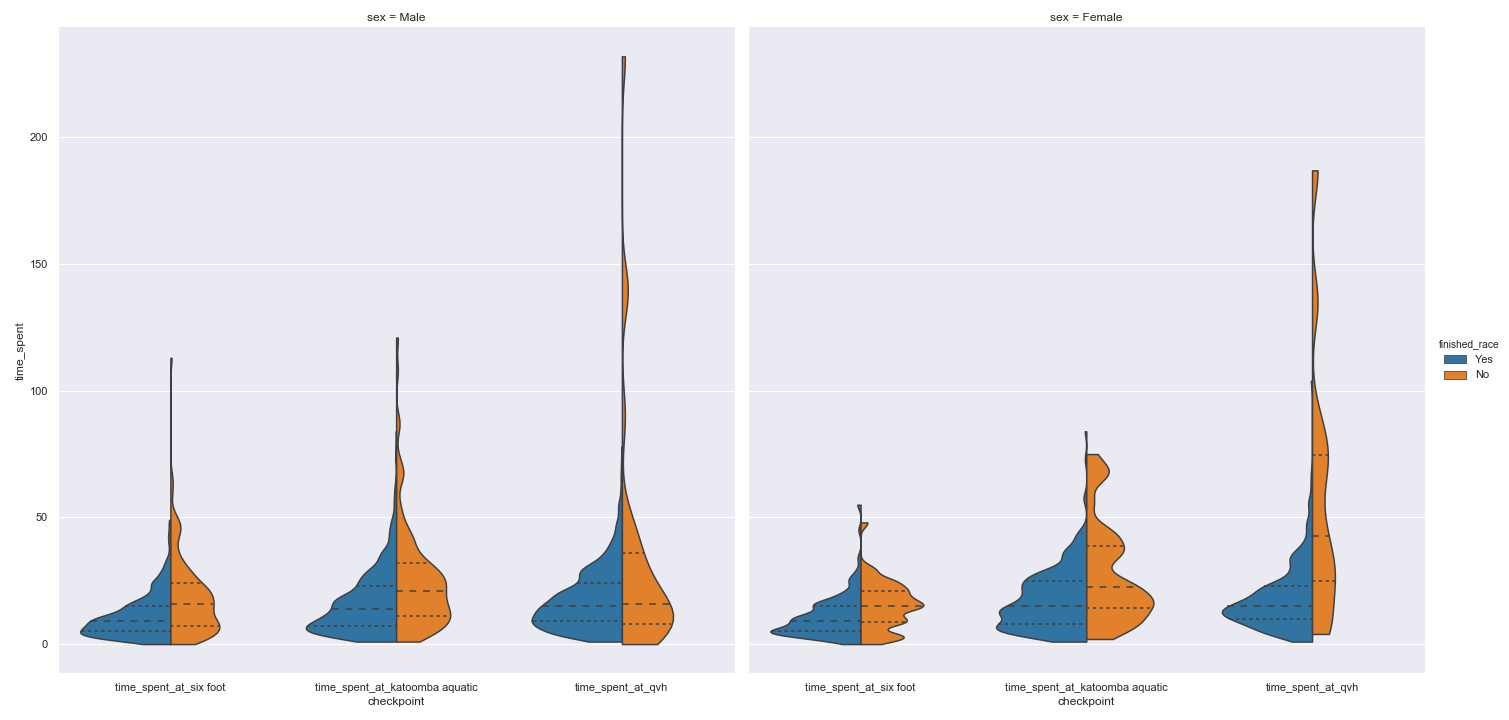 sex = Male
sex = Female
200
150
100
50
0
time_spent
time_spent_at_six foot
time_spent_at_katoomba aquatic
time_spent_at_qvh
checkpoint
time_spent_at_six foot
time_spent_at_katoomba aquatic
time_spent_at_qvh
checkpoint
finished_race
Yes
No